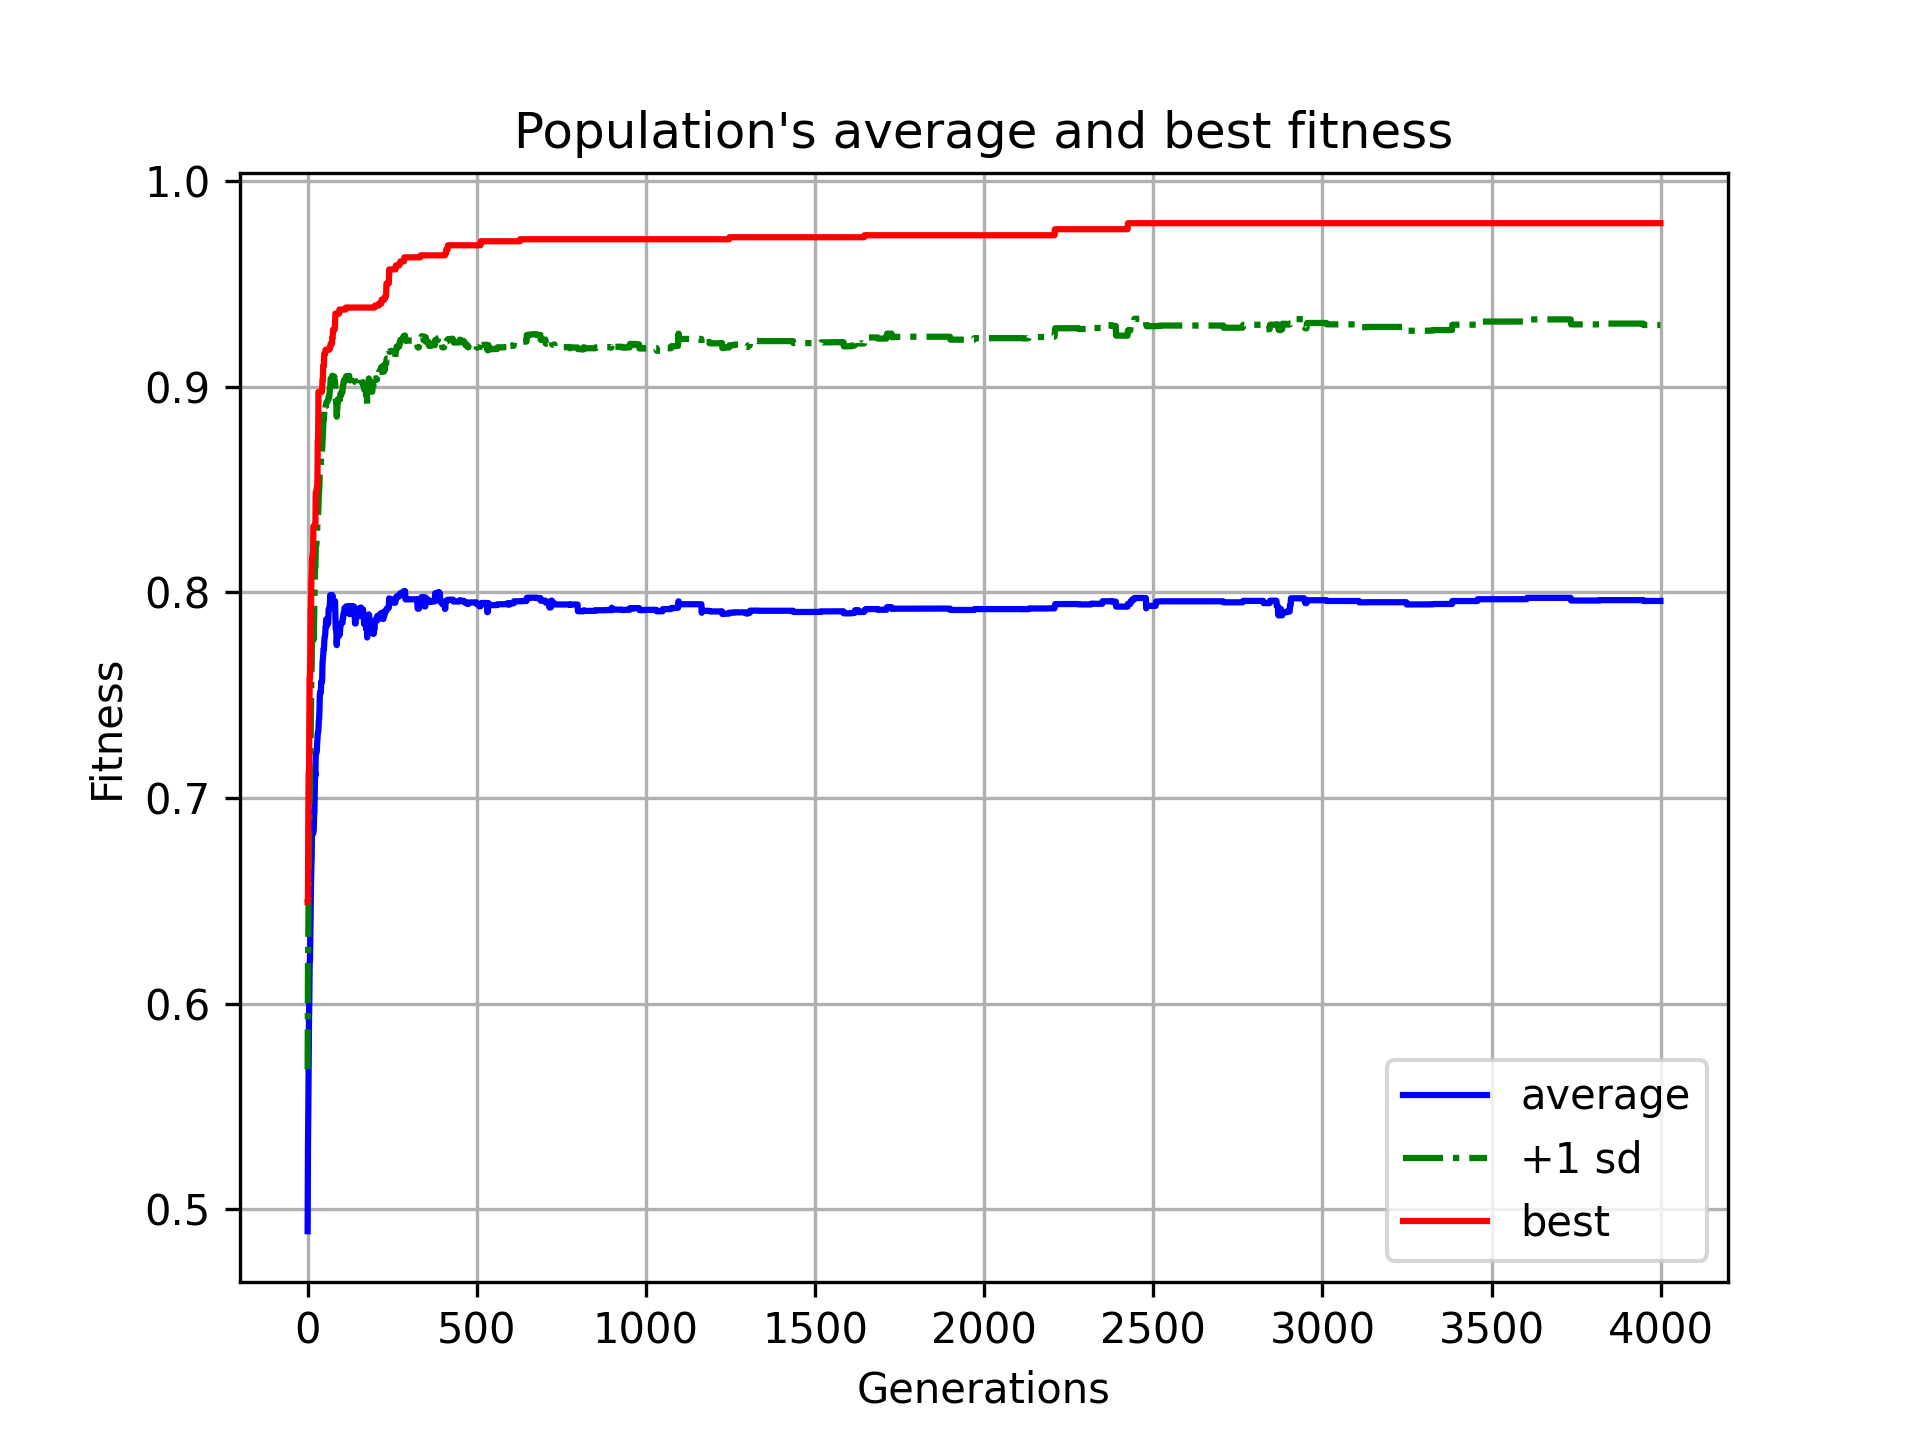 Population's average and best fitness
1.0
0.9
0.8
0.7
0.6
0.5
Fitness
average
+1 sd
best
0 500 1000 1500 2000 2500 3000 3500 4000
Generations